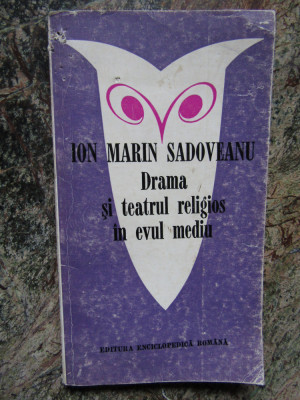 ION MARIN SADOVEANU
Drama
și teatrul religios
în evul mediu
EDITURA ENCICLOPEDICĂ ROMÂNĂ